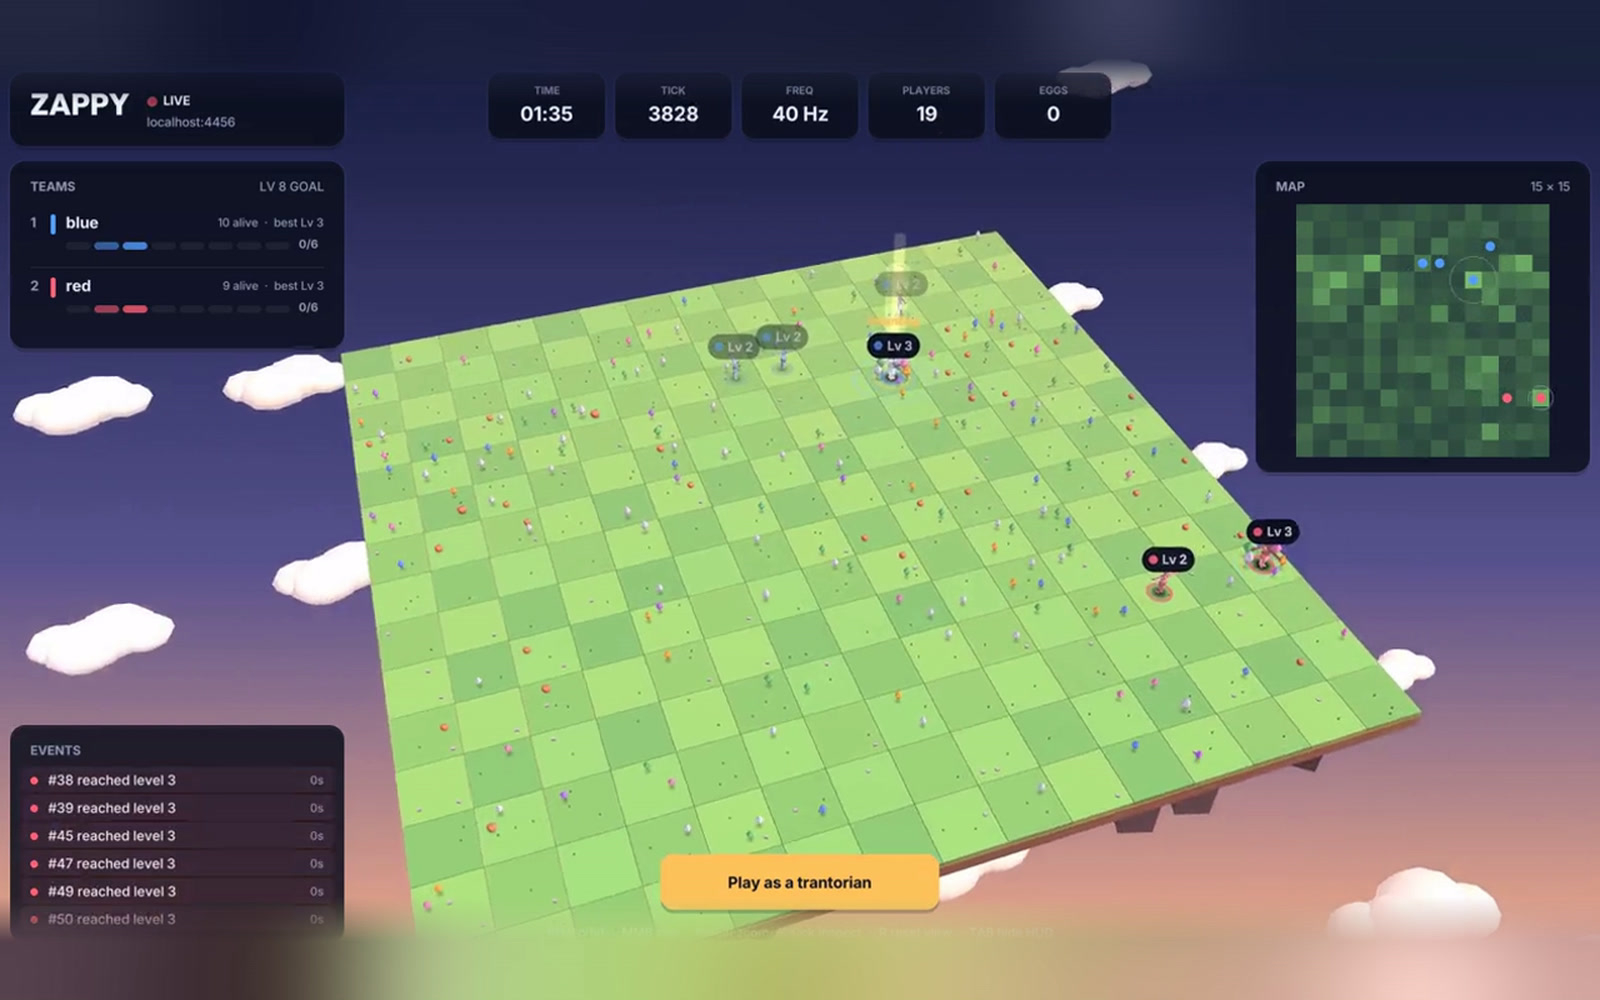 ZAPPY
LIVE
localhost:4456
TIME
01:35
TICK
3828
FREQ
40 Hz
PLAYERS
19
EGGS
0
TEAMS
LV 8 GOAL
1 blue 10 alive · best Lv 3
0/6
2 red 9 alive · best Lv 3
0/6
MAP
15 × 15
Lv 2
Lv 2
Lv 2
Lv 3
Lv 3
Lv 2
EVENTS
#38 reached level 3 0s
#39 reached level 3 0s
#45 reached level 3 0s
#47 reached level 3 0s
#49 reached level 3 0s
#50 reached level 3 0s
Play as a trantorian